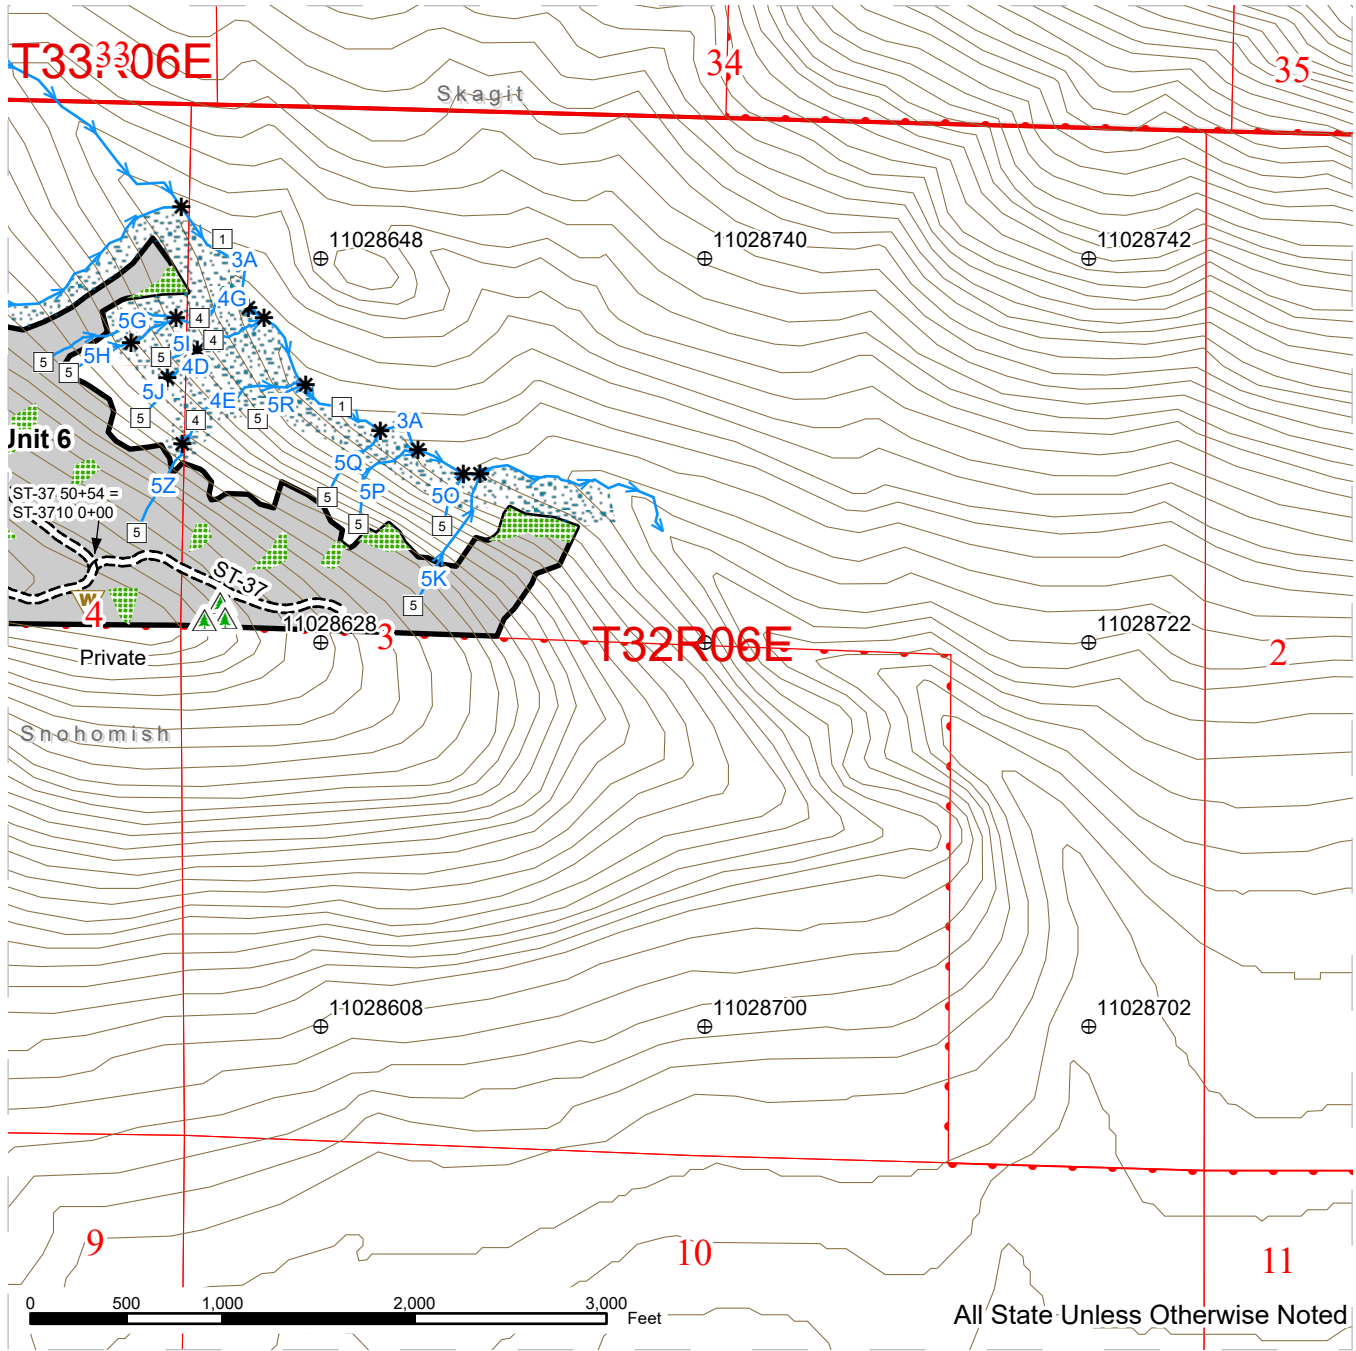 T33R06E
33
34
35
Skagit
1
11028648
11028740
11028742
3A
4G
5G
4
5I
4
5H
5
5
5
4D
5J
4E
5R
1
5
4
5
3A
Unit 6
5Q
5P
5O
5Z
ST-37 50+54 =
ST-3710 0+00
5
5
5
5
ST-37
5K
5
W
4
11028628
3
T32R06E
11028722
2
Private
Snohomish
11028608
11028700
11028702
9
10
11
0 500 1,000 2,000 3,000
Feet
All State Unless Otherwise Noted